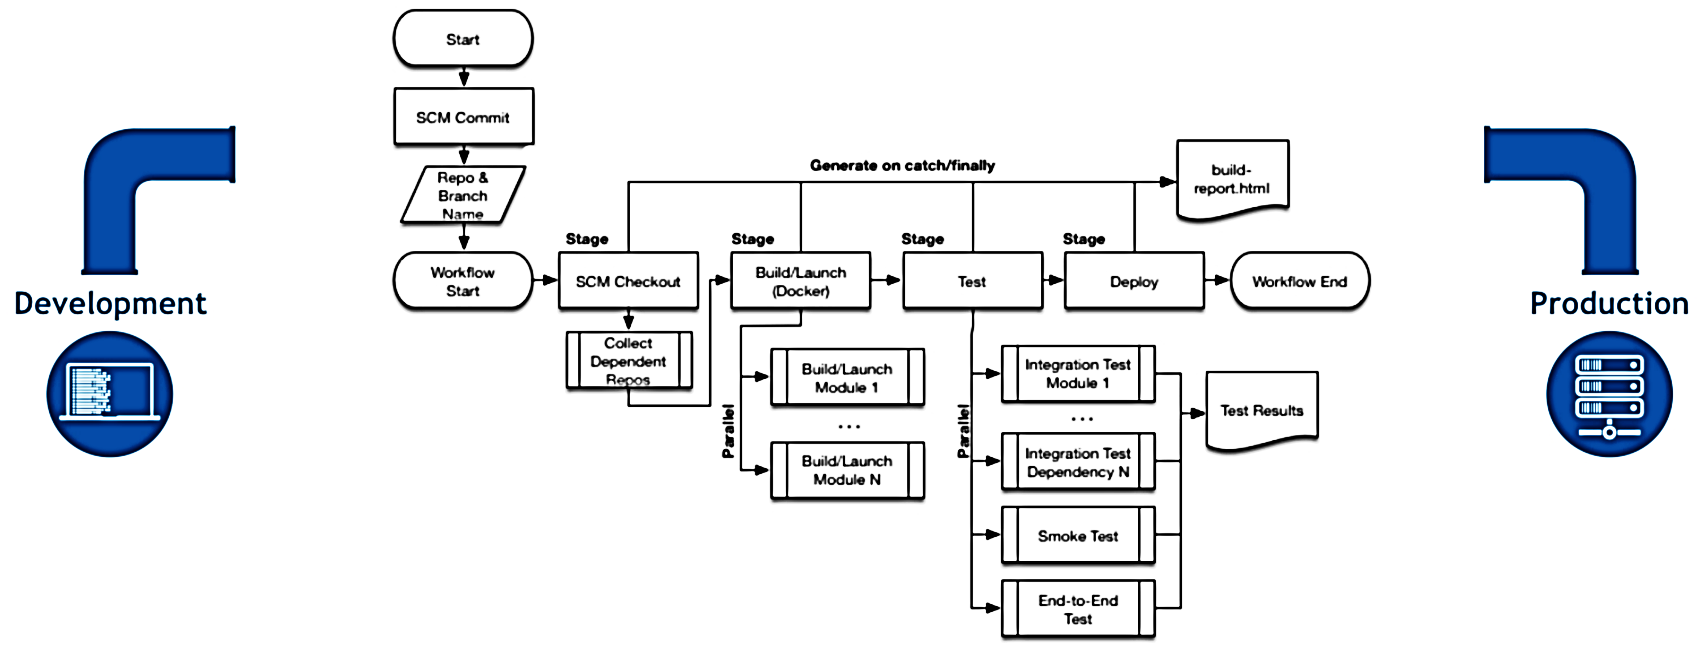 Start
SCM Commit
Repo &
Branch
Name
Generate on catch/finally
build-
report.html
Stage
Stage
Stage
Stage
Workflow
Start
SCM Checkout
Build/Launch
(Docker)
Test
Deploy
Workflow End
Development
Production
Collect
Dependent
Repos
Parallel
Build/Launch
Module 1
...
Build/Launch
Module N
Parallel
Integration Test
Module 1
...
Integration Test
Dependency N
Smoke Test
End-to-End
Test
Test Results